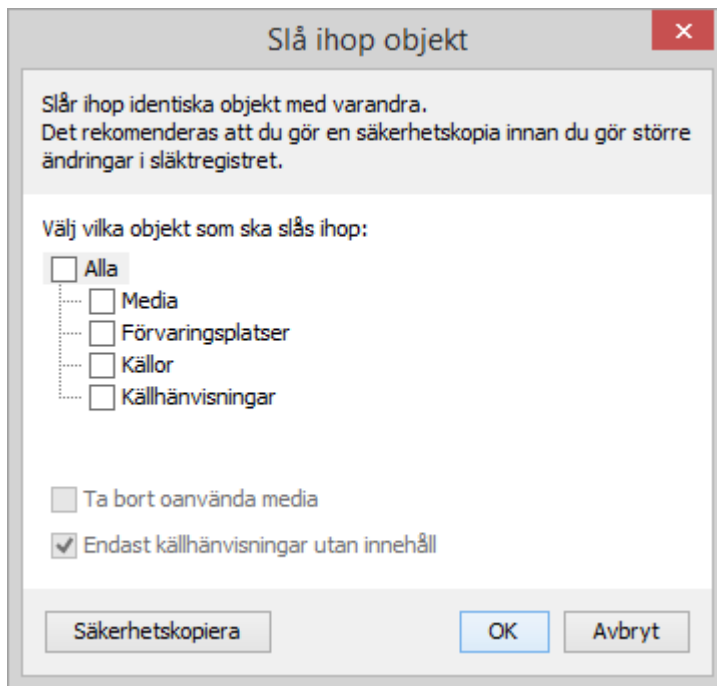 Slå ihop objekt
Slår ihop identiska objekt med varandra.
Det rekomenderas att du gör en säkerhetskopia innan du gör större
ändringar i släktregistret.
Välj vilka objekt som ska slås ihop:
Alla
Media
Förvaringsplatser
Källor
Källhänvisningar
Ta bort oanvända media
Endast källhänvisningar utan innehåll
Säkerhetskopiera
OK
Avbryt